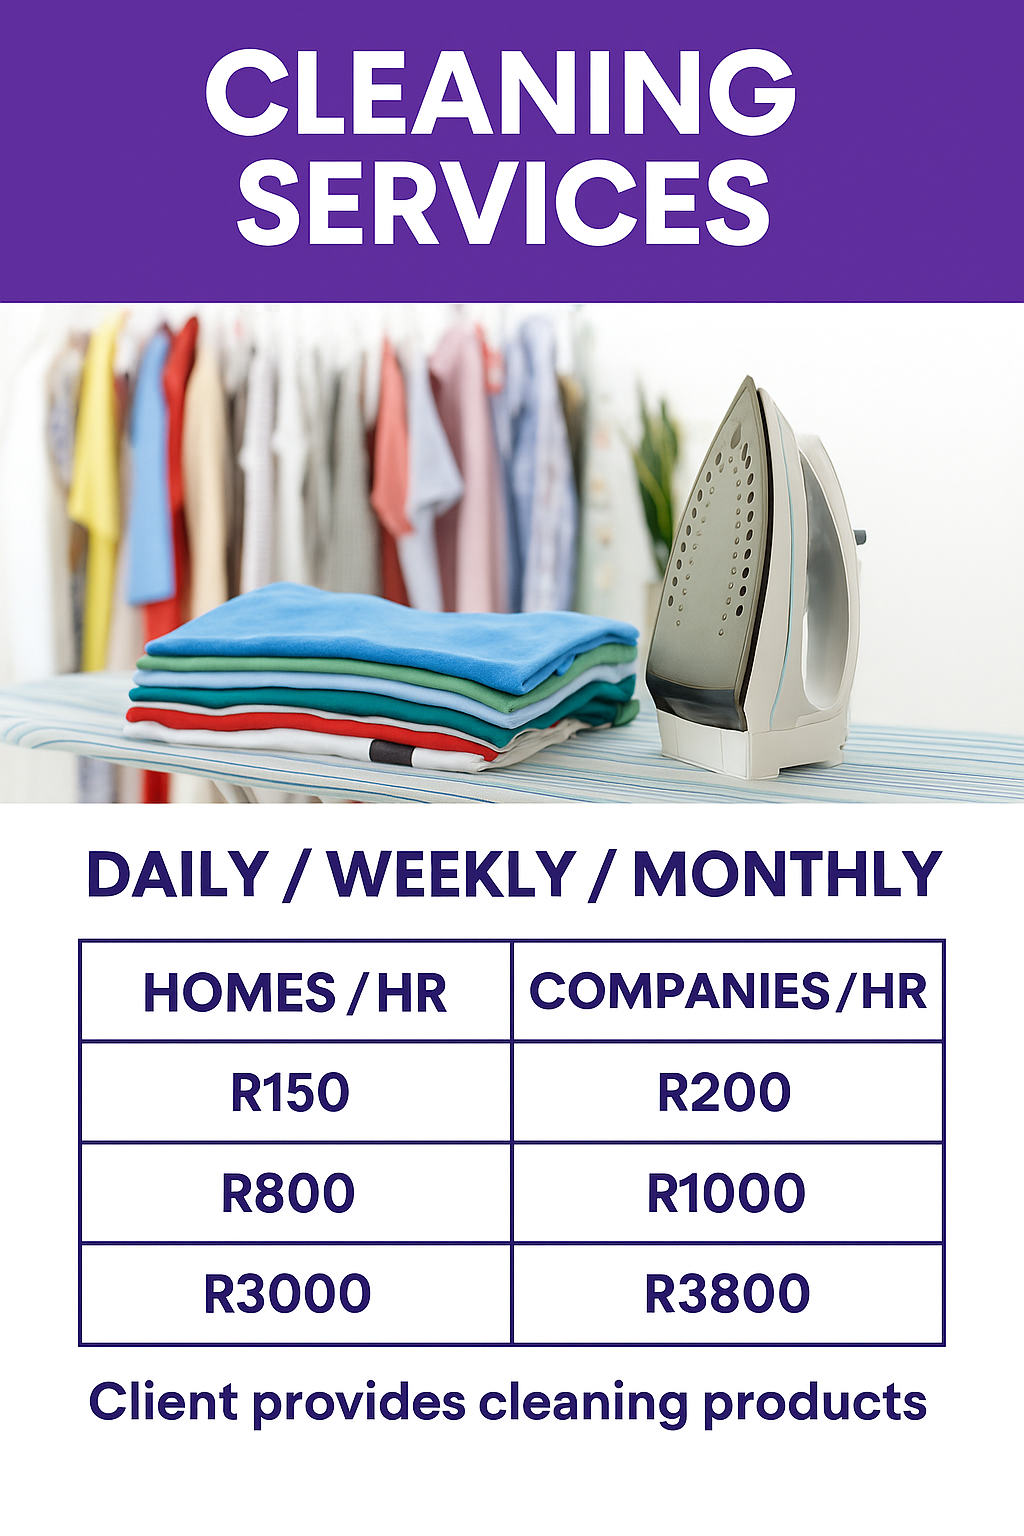 CLEANING
SERVICES
DAILY / WEEKLY / MONTHLY
HOMES / HR COMPANIES / HR
R150 R200
R800 R1000
R3000 R3800
Client provides cleaning products